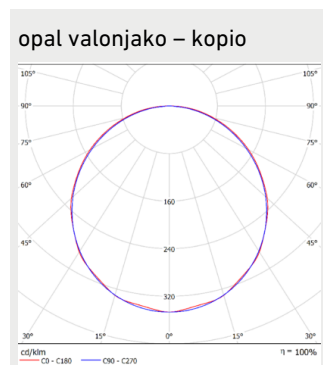 opal valonjako – kopio
105° 105°
90° 90°
75° 75°
60° 60°
160
45° 45°
240
320
30° 15° 0° 15° 30°
cd/klm η = 100%
C0 - C180 C90 - C270